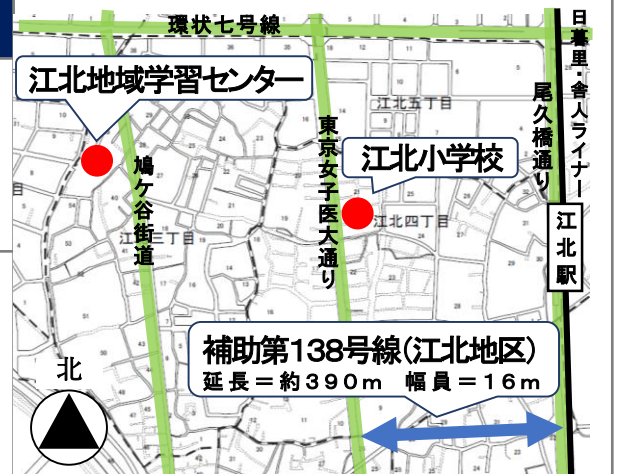 環状七号線
日暮里・舎人ライナー
江北地域学習センター
尾久橋通り
江北五丁目
東京女子医大通り
江北小学校
鳩ケ谷街道
江北四丁目
江北三丁目
江北駅
補助第138号線(江北地区)
延長=約390m 幅員=16m
北